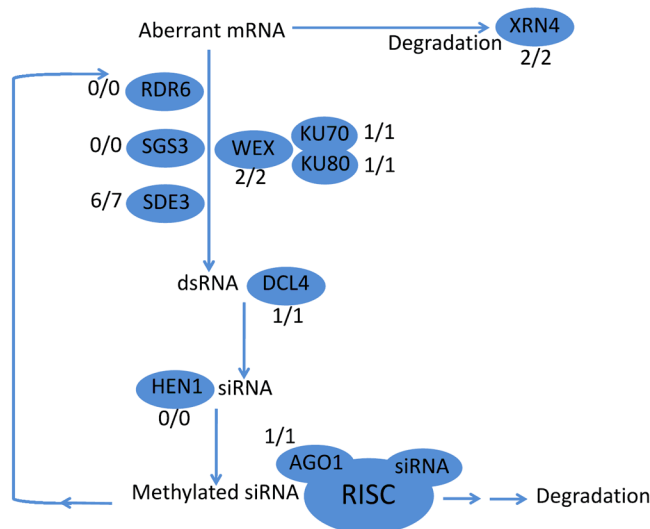 Aberrant mRNA
Degradation
XRN4
2/2
0/0
RDR6
0/0
SGS3
WEX
2/2
KU70
1/1
KU80
1/1
6/7
SDE3
dsRNA
DCL4
1/1
HEN1
siRNA
0/0
1/1
AGO1
siRNA
Methylated siRNA
RISC
Degradation